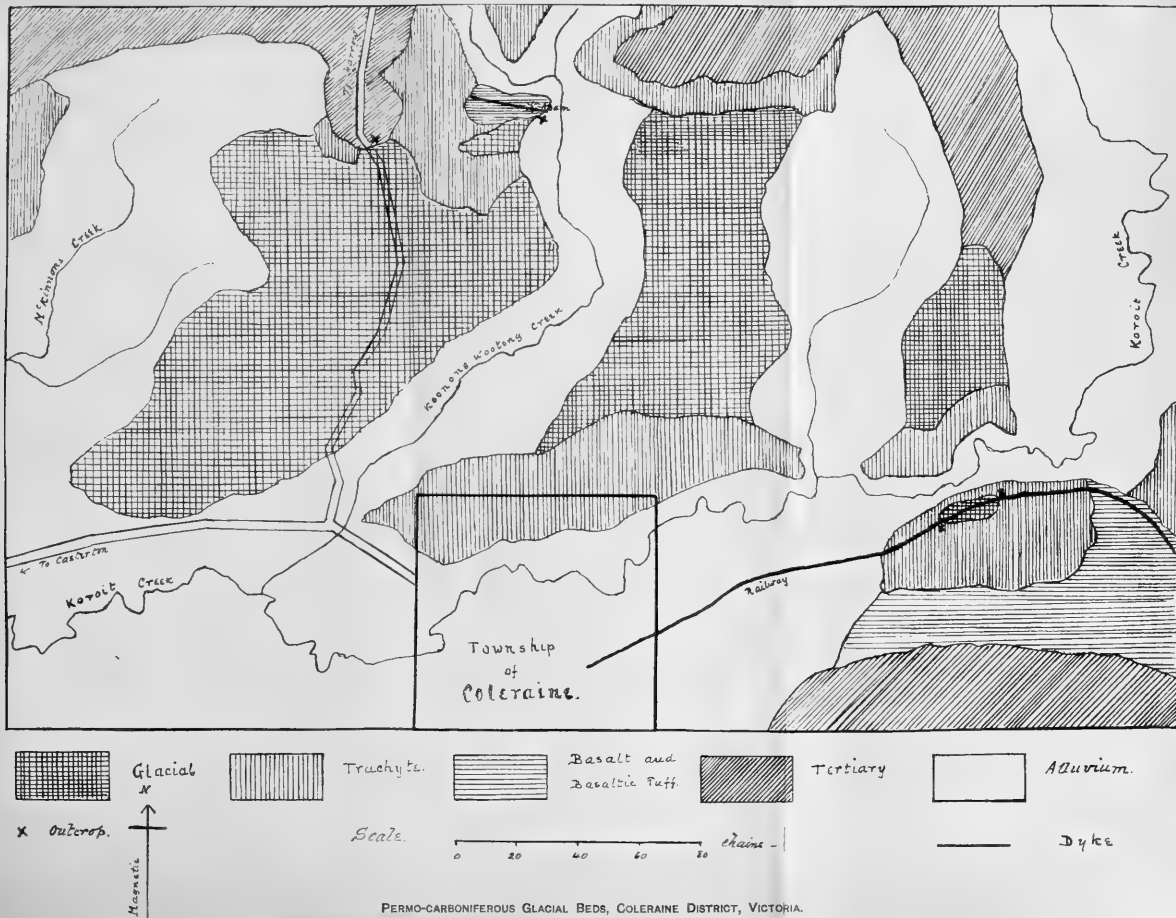 McKinnons Creek
Koonong Wootong Creek
Koroit
Creek
← To Casterton
Koroit Creek
Railway
Township
of
Coleraine.
Glacial
Trachyte.
Basalt and
Basaltic Tuff.
Tertiary
Alluvium.
N
x Outcrop.
Scale.
0 20 40 60 80
chains
Dyke
Magnetic
PERMO-CARBONIFEROUS GLACIAL BEDS, COLERAINE DISTRICT, VICTORIA.